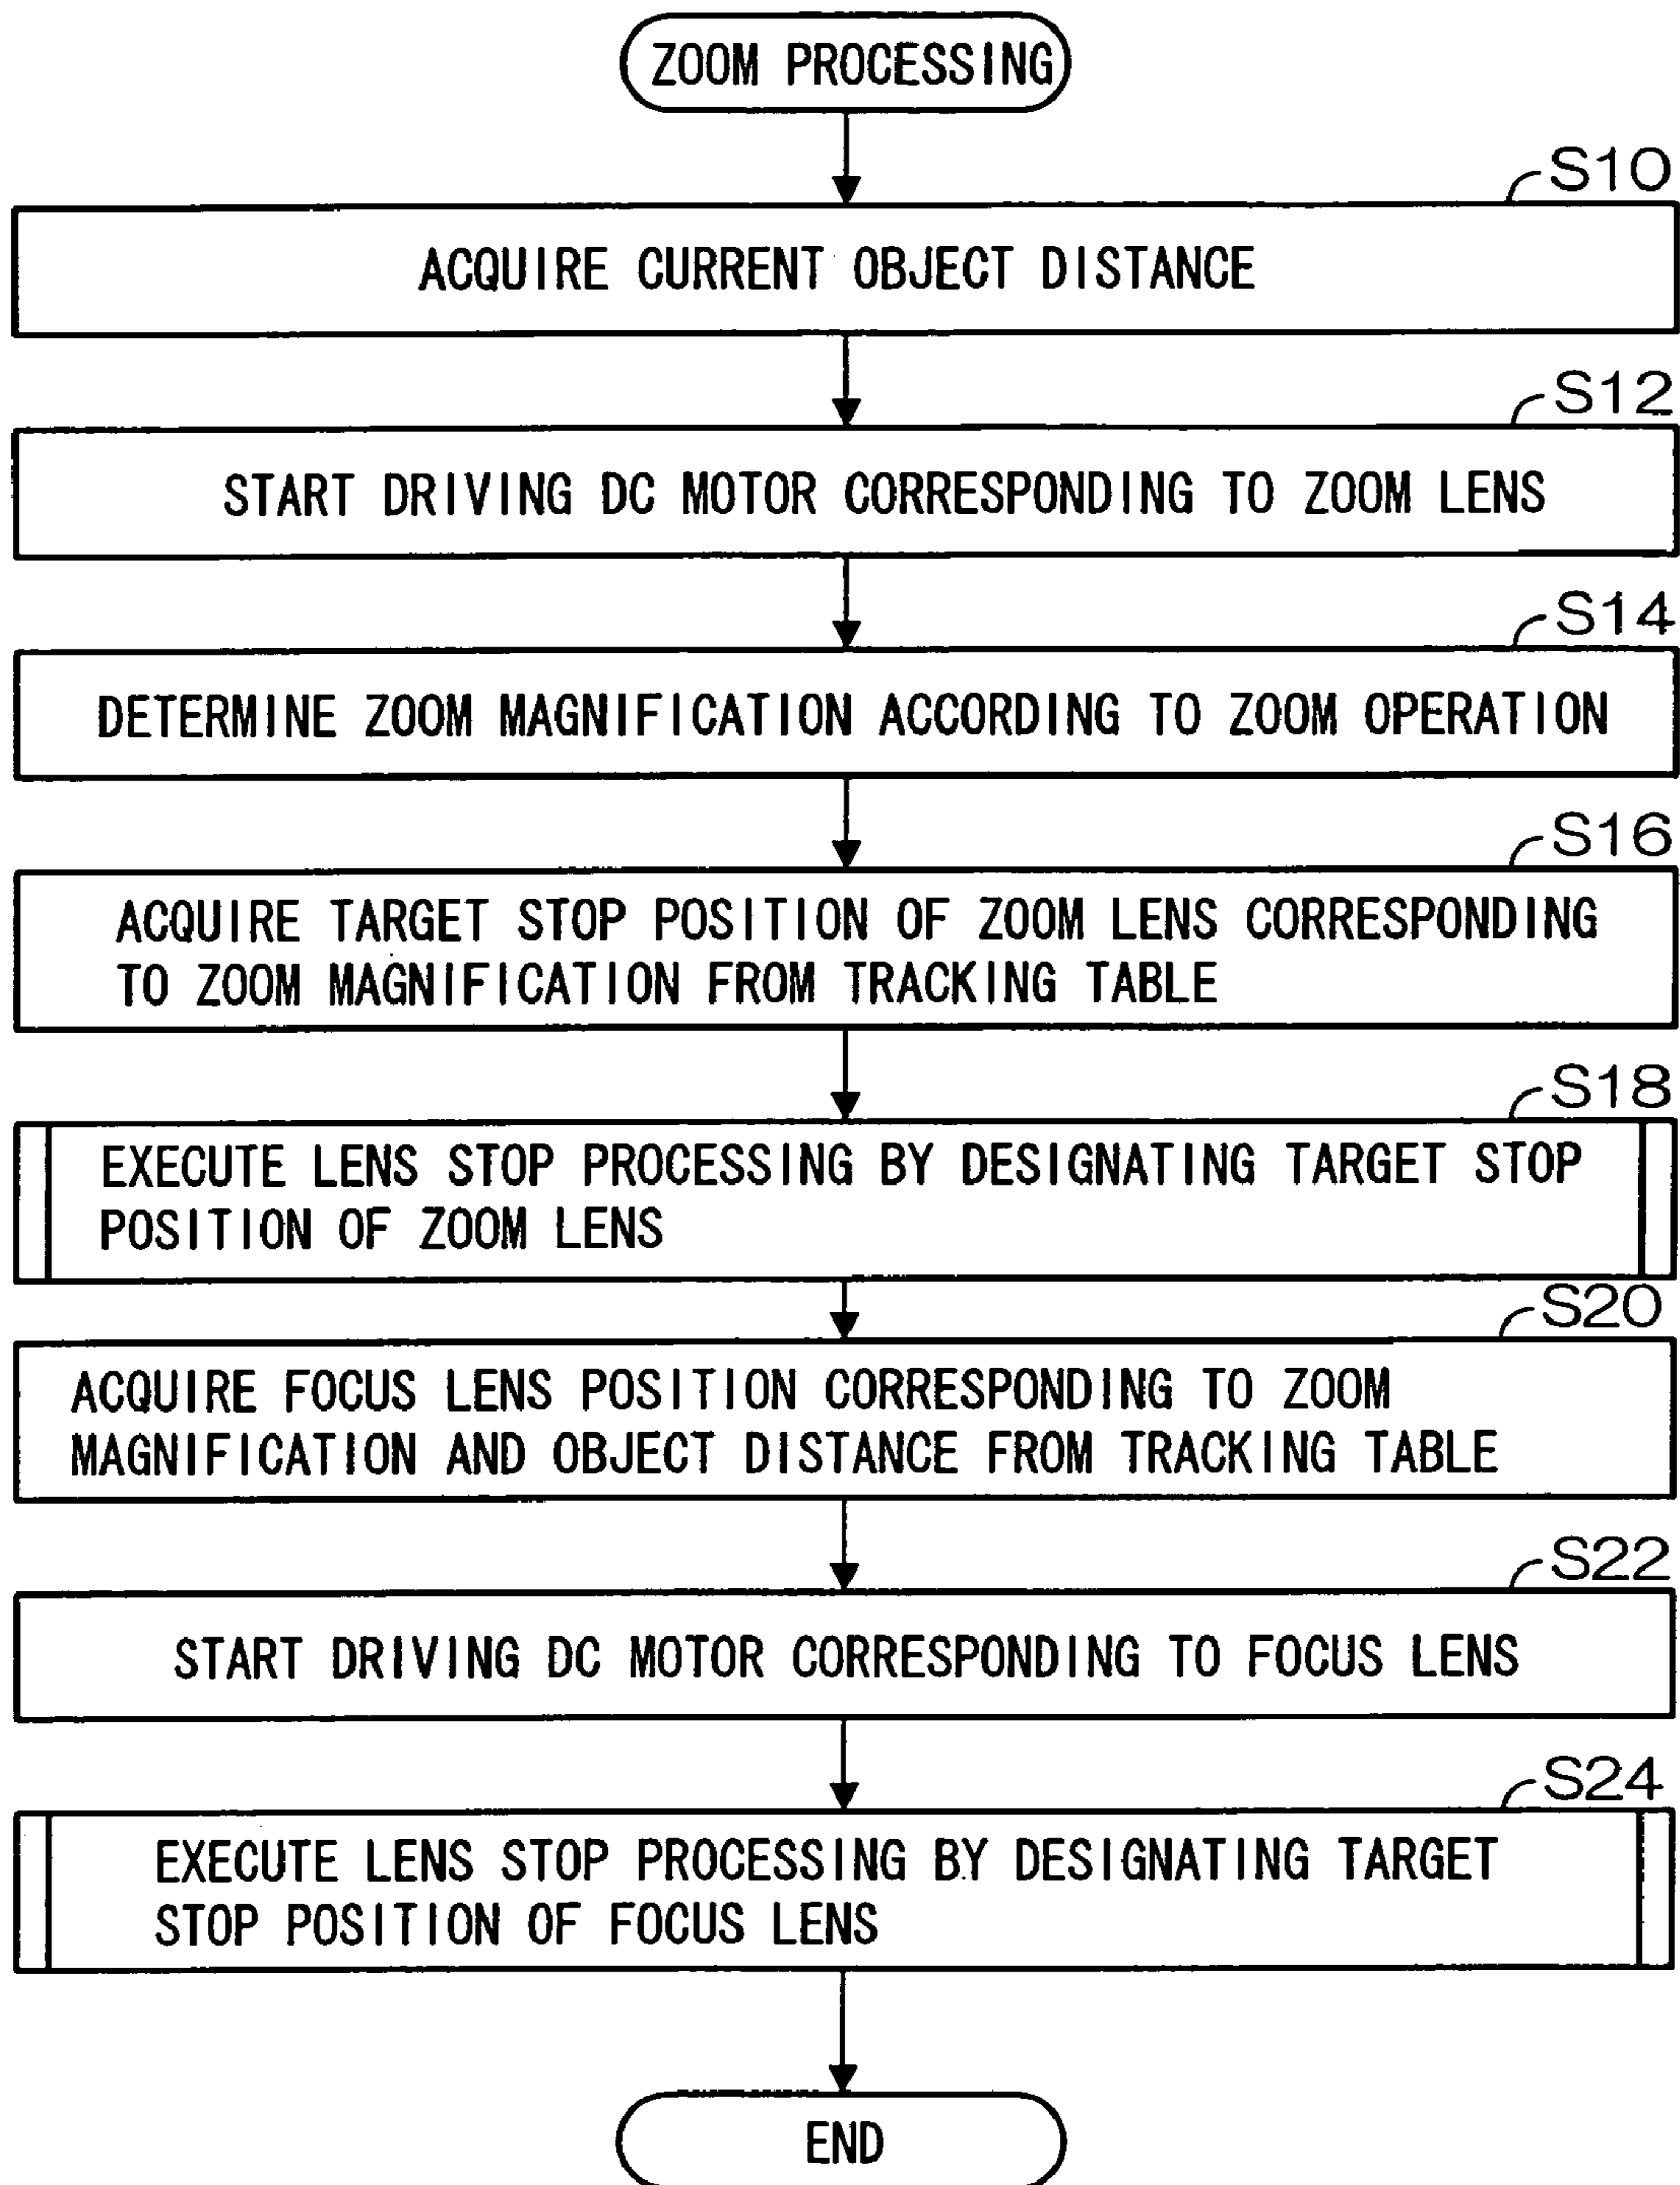 ZOOM PROCESSING
S10
ACQUIRE CURRENT OBJECT DISTANCE
S12
START DRIVING DC MOTOR CORRESPONDING TO ZOOM LENS
S14
DETERMINE ZOOM MAGNIFICATION ACCORDING TO ZOOM OPERATION
S16
ACQUIRE TARGET STOP POSITION OF ZOOM LENS CORRESPONDING
TO ZOOM MAGNIFICATION FROM TRACKING TABLE
S18
EXECUTE LENS STOP PROCESSING BY DESIGNATING TARGET STOP
POSITION OF ZOOM LENS
S20
ACQUIRE FOCUS LENS POSITION CORRESPONDING TO ZOOM
MAGNIFICATION AND OBJECT DISTANCE FROM TRACKING TABLE
S22
START DRIVING DC MOTOR CORRESPONDING TO FOCUS LENS
S24
EXECUTE LENS STOP PROCESSING BY DESIGNATING TARGET
STOP POSITION OF FOCUS LENS
END